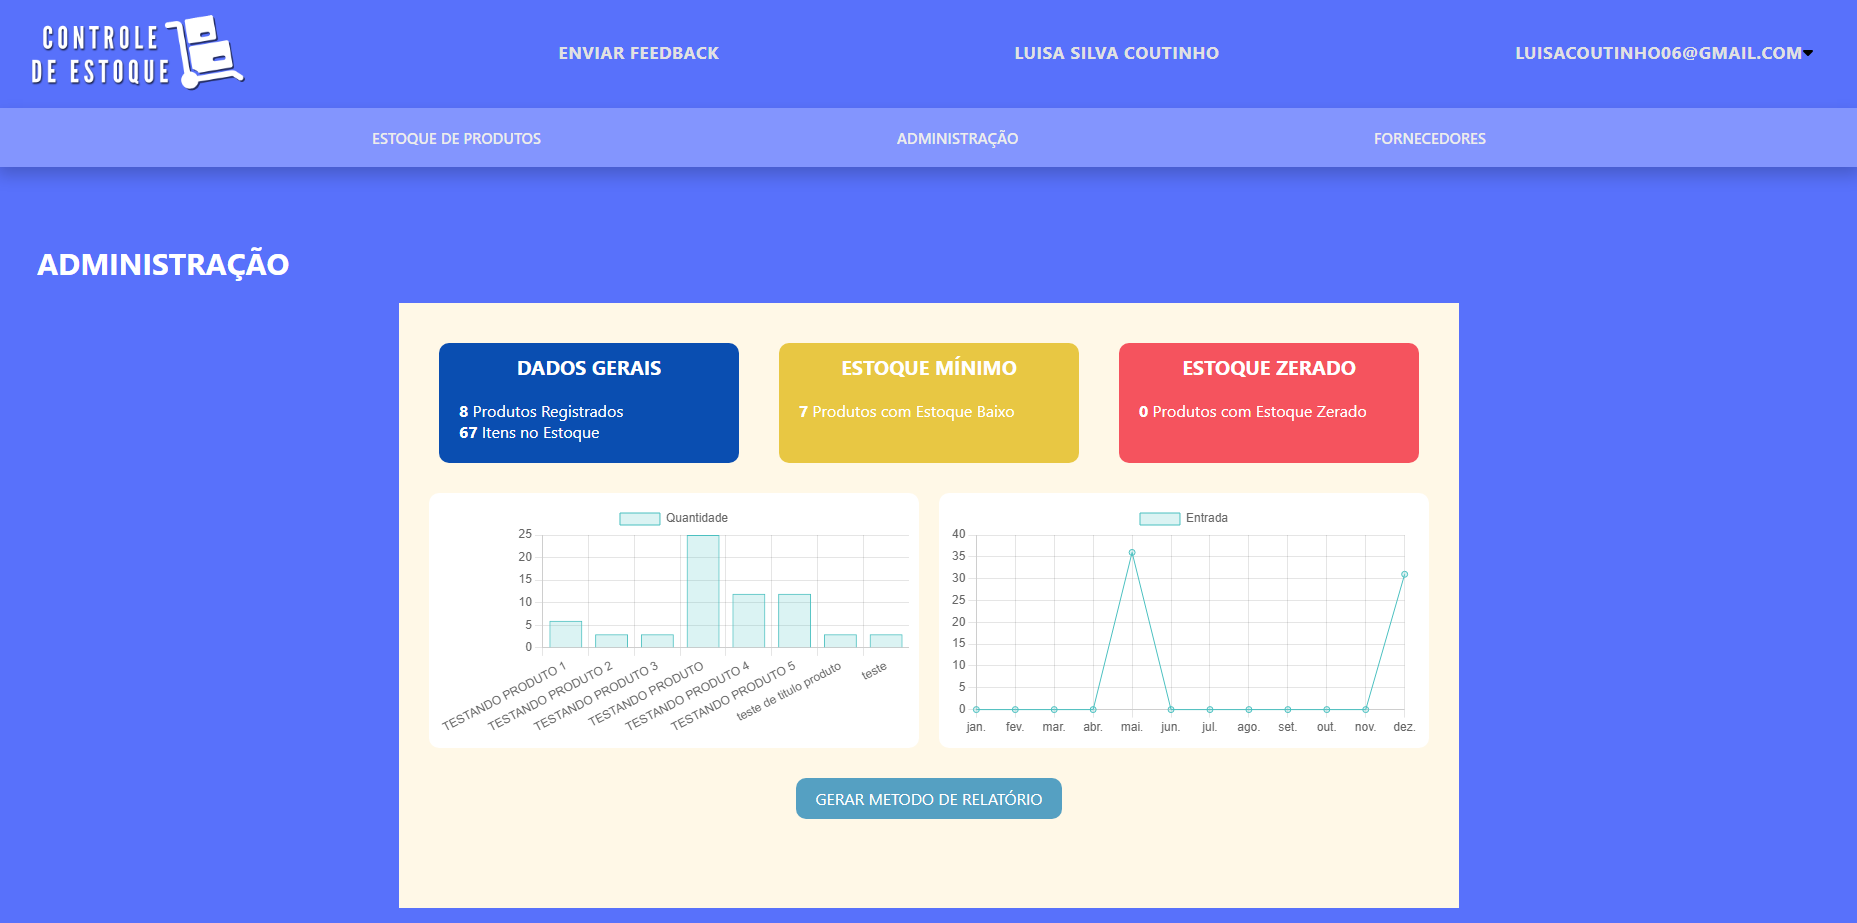 CONTROLE
DE ESTOQUE
ENVIAR FEEDBACK
LUISA SILVA COUTINHO
LUISACOUTINHO06@GMAIL.COM
ESTOQUE DE PRODUTOS
ADMINISTRAÇÃO
FORNECEDORES
ADMINISTRAÇÃO
DADOS GERAIS
8 Produtos Registrados
67 Itens no Estoque
ESTOQUE MÍNIMO
7 Produtos com Estoque Baixo
ESTOQUE ZERADO
0 Produtos com Estoque Zerado
Quantidade
25
20
15
10
5
0
TESTANDO PRODUTO 1
TESTANDO PRODUTO 2
TESTANDO PRODUTO 3
TESTANDO PRODUTO
TESTANDO PRODUTO 4
TESTANDO PRODUTO 5
teste de titulo produto
teste
Entrada
40
35
30
25
20
15
10
5
0
jan. fev. mar. abr. mai. jun. jul. ago. set. out. nov. dez.
GERAR METODO DE RELATÓRIO